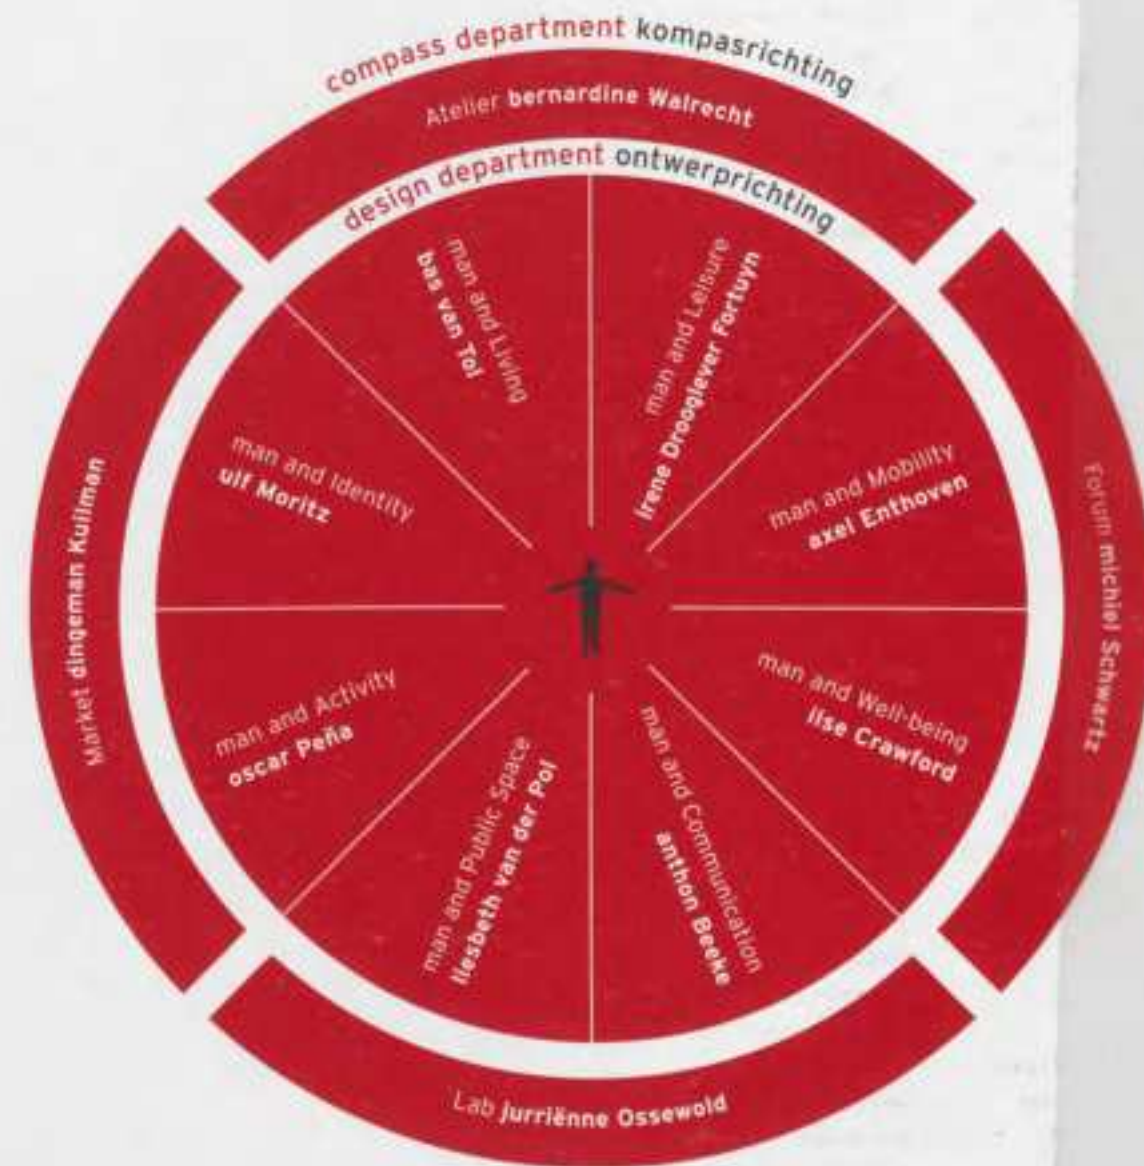 compass department kompasrichting
Atelier bernardine Walrecht
design department ontwerprichting
man and Living
bas van Tol
man and Leisure
Irene Droogleever Fortuyn
man and Mobility
axel Enthoven
Forum michiel Schwartz
man and Well-being
ilse Crawford
man and Communication
anthon Beeke
man and Public Space
liesbeth van der Pol
man and Activity
oscar Peña
man and Identity
ulf Moritz
Market dingeman Kuilman
Lab Jurriënne Ossewold